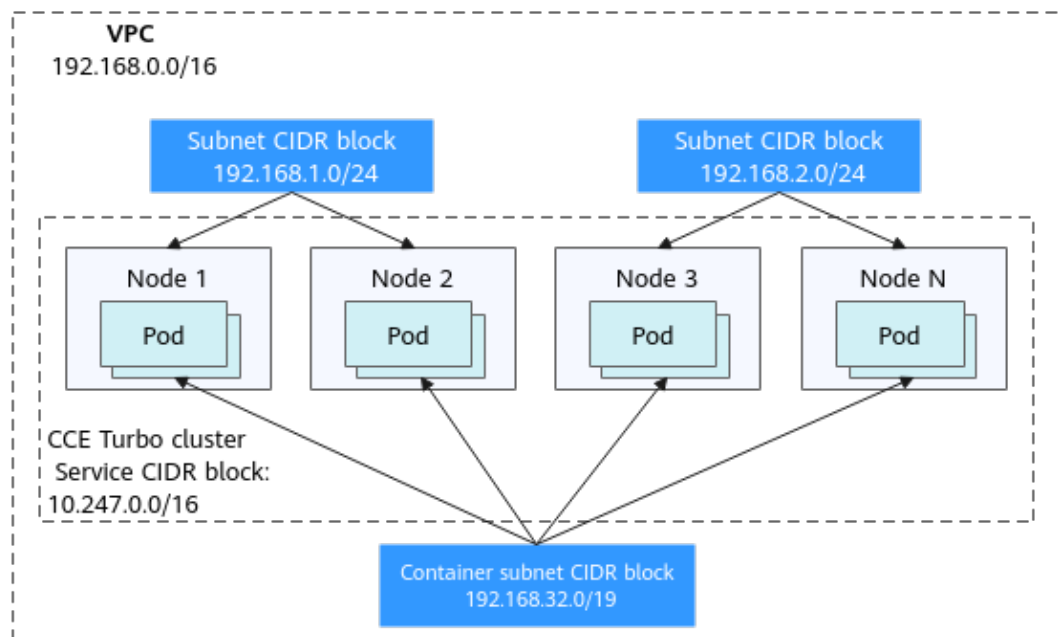 VPC
192.168.0.0/16
Subnet CIDR block
192.168.1.0/24
Subnet CIDR block
192.168.2.0/24
Node 1
Node 2
Node 3
Node N
Pod
Pod
Pod
Pod
CCE Turbo cluster
Service CIDR block:
10.247.0.0/16
Container subnet CIDR block
192.168.32.0/19